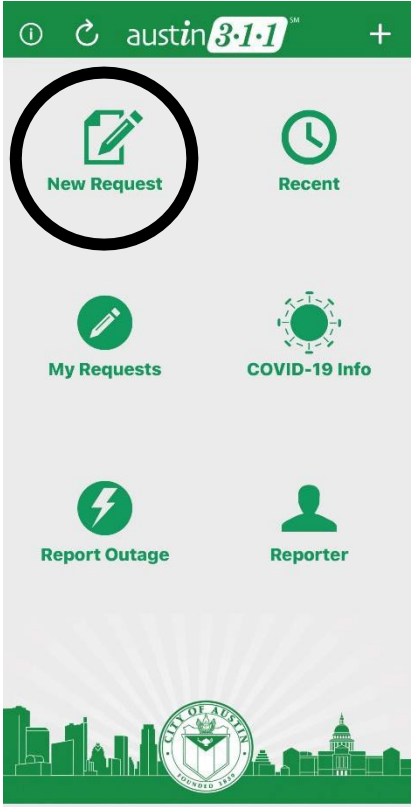 austin 3·1·1 SM
New Request
Recent
My Requests
COVID-19 Info
Report Outage
Reporter
CITY OF AUSTIN
FOUNDED 1839